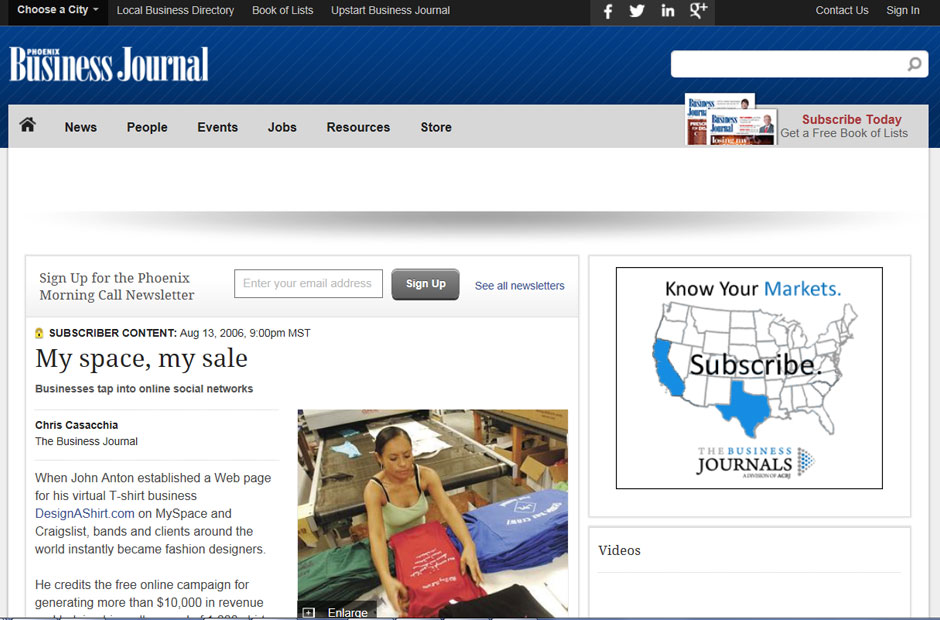 Choose a City
Local Business Directory
Book of Lists
Upstart Business Journal
Contact Us
Sign In
PHOENIX
Business Journal
News
People
Events
Jobs
Resources
Store
Subscribe Today
Get a Free Book of Lists
Sign Up for the Phoenix
Morning Call Newsletter
Enter your email address
Sign Up
See all newsletters
SUBSCRIBER CONTENT: Aug 13, 2006, 9:00pm MST
My space, my sale
Businesses tap into online social networks
Chris Casacchia
The Business Journal
When John Anton established a Web page
for his virtual T-shirt business
DesignAShirt.com on MySpace and
Craigslist, bands and clients around the
world instantly became fashion designers.
He credits the free online campaign for
generating more than $10,000 in revenue
Enlarge
Know Your Markets.
Subscribe.
THE BUSINESS
JOURNALS
A DIVISION OF ACBJ
Videos